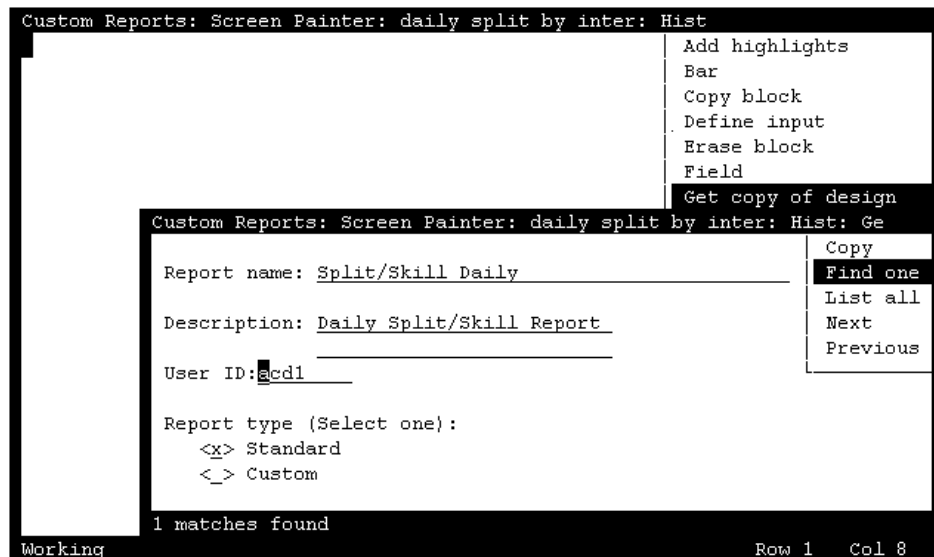 Custom Reports: Screen Painter: daily split by inter: Hist
Add highlights
Bar
Copy block
Define input
Erase block
Field
Get copy of design
Custom Reports: Screen Painter: daily split by inter: Hist: Ge
Copy
Report name: Split/Skill Daily
Find one
List all
Description: Daily Split/Skill Report
Next
Previous
User ID:acd1
Report type (Select one):
<x> Standard
<_> Custom
1 matches found
Working Row 1 Col 8